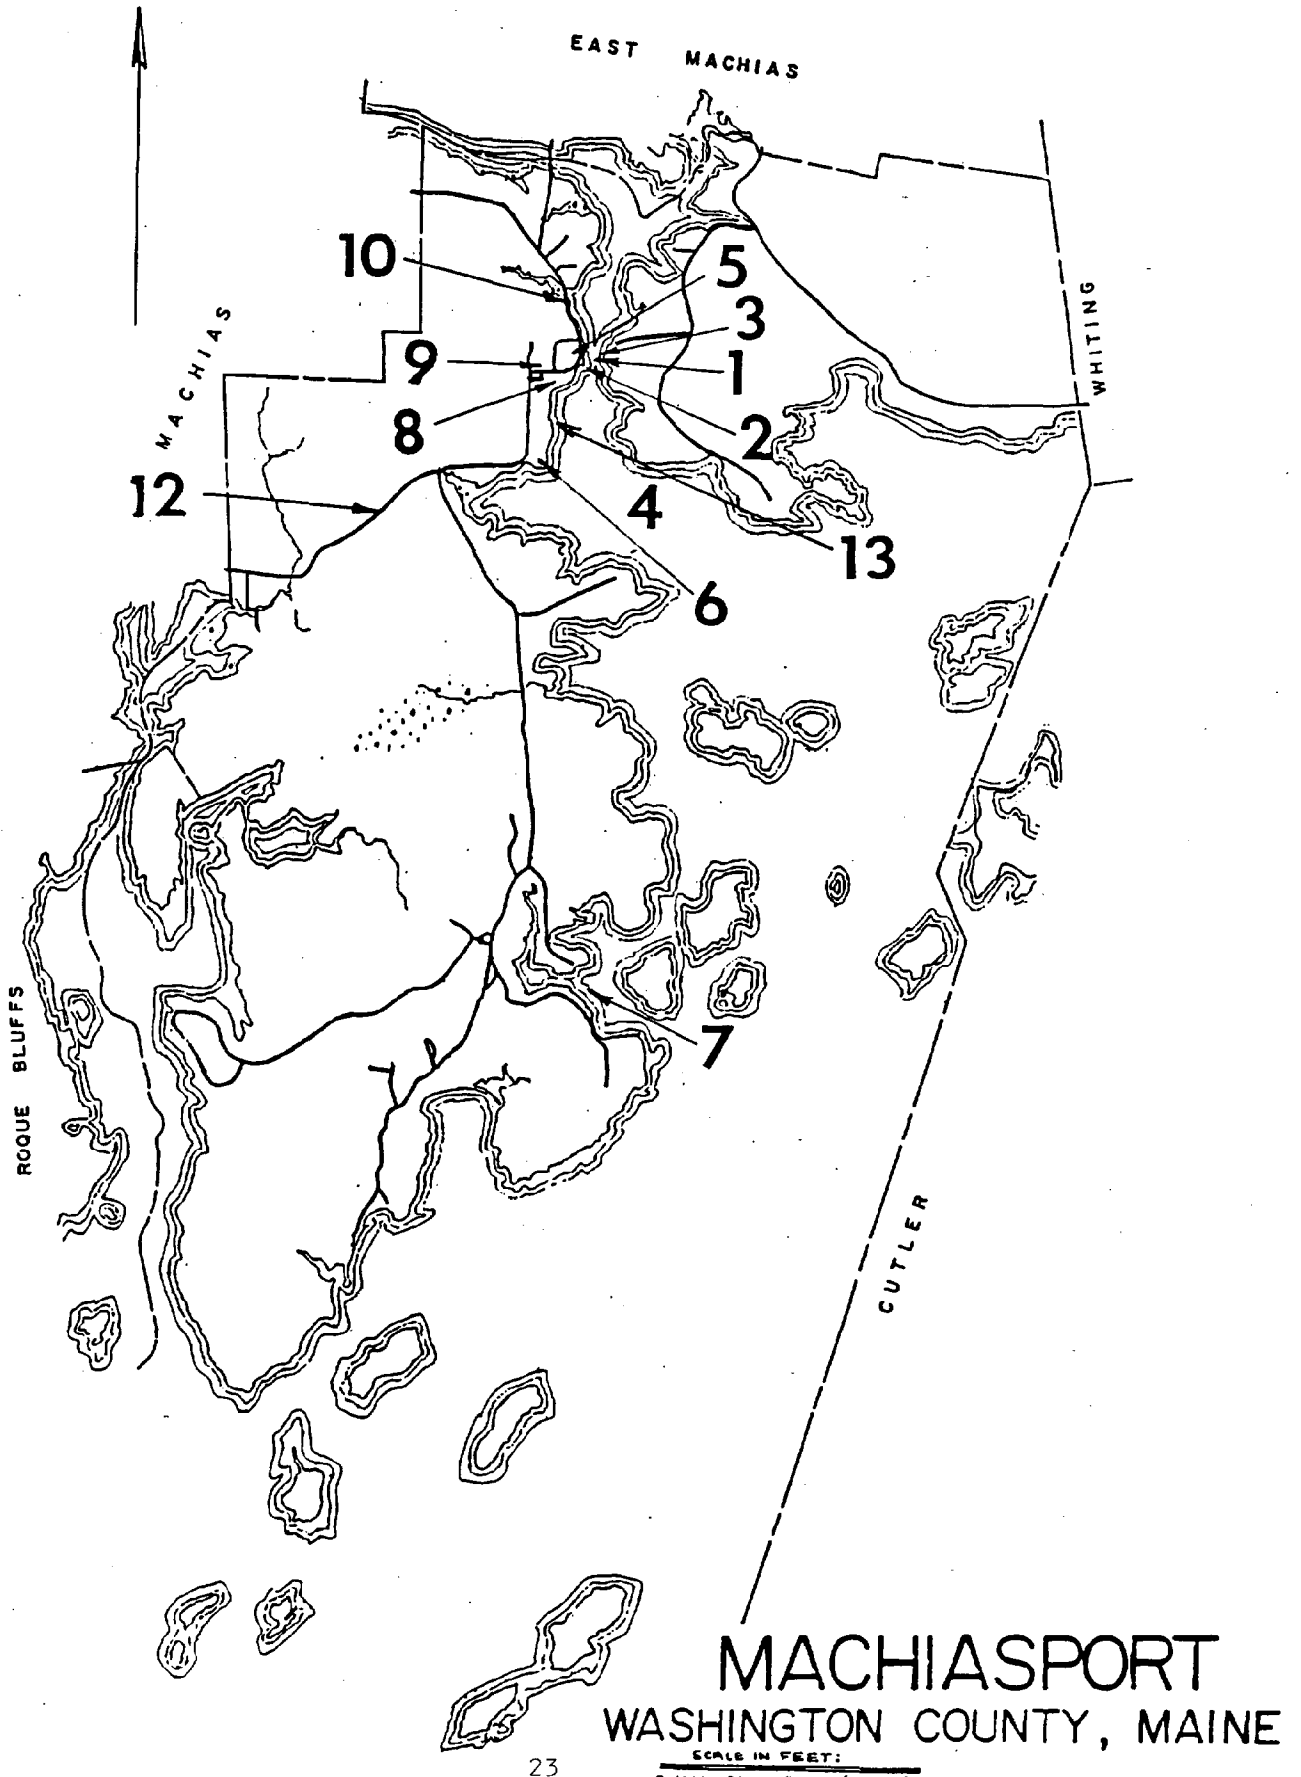 EAST MACHIAS
10
5
3
MACHIAS
WHITING
9
1
8
2
12
4
13
6
ROQUE BLUFFS
7
CUTLER
MACHIASPORT
WASHINGTON COUNTY, MAINE
SCALE IN FEET:
23